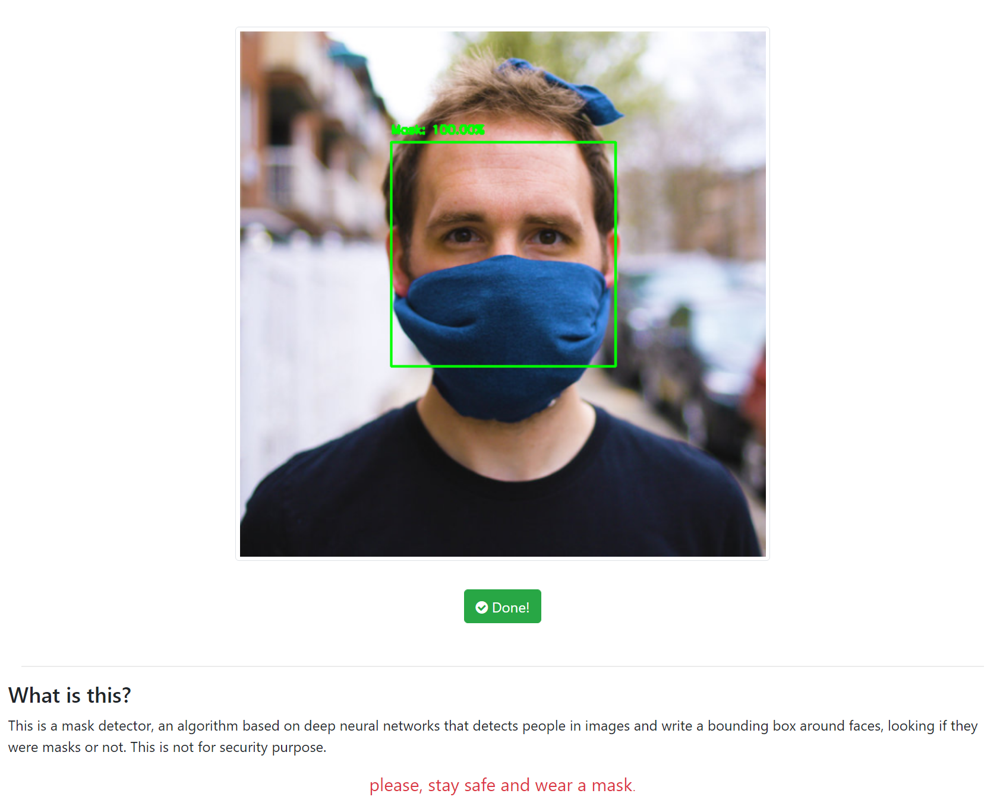 Mask: 100.00%
Done!
What is this?
This is a mask detector, an algorithm based on deep neural networks that detects people in images and write a bounding box around faces, looking if they
were masks or not. This is not for security purpose.
please, stay safe and wear a mask.